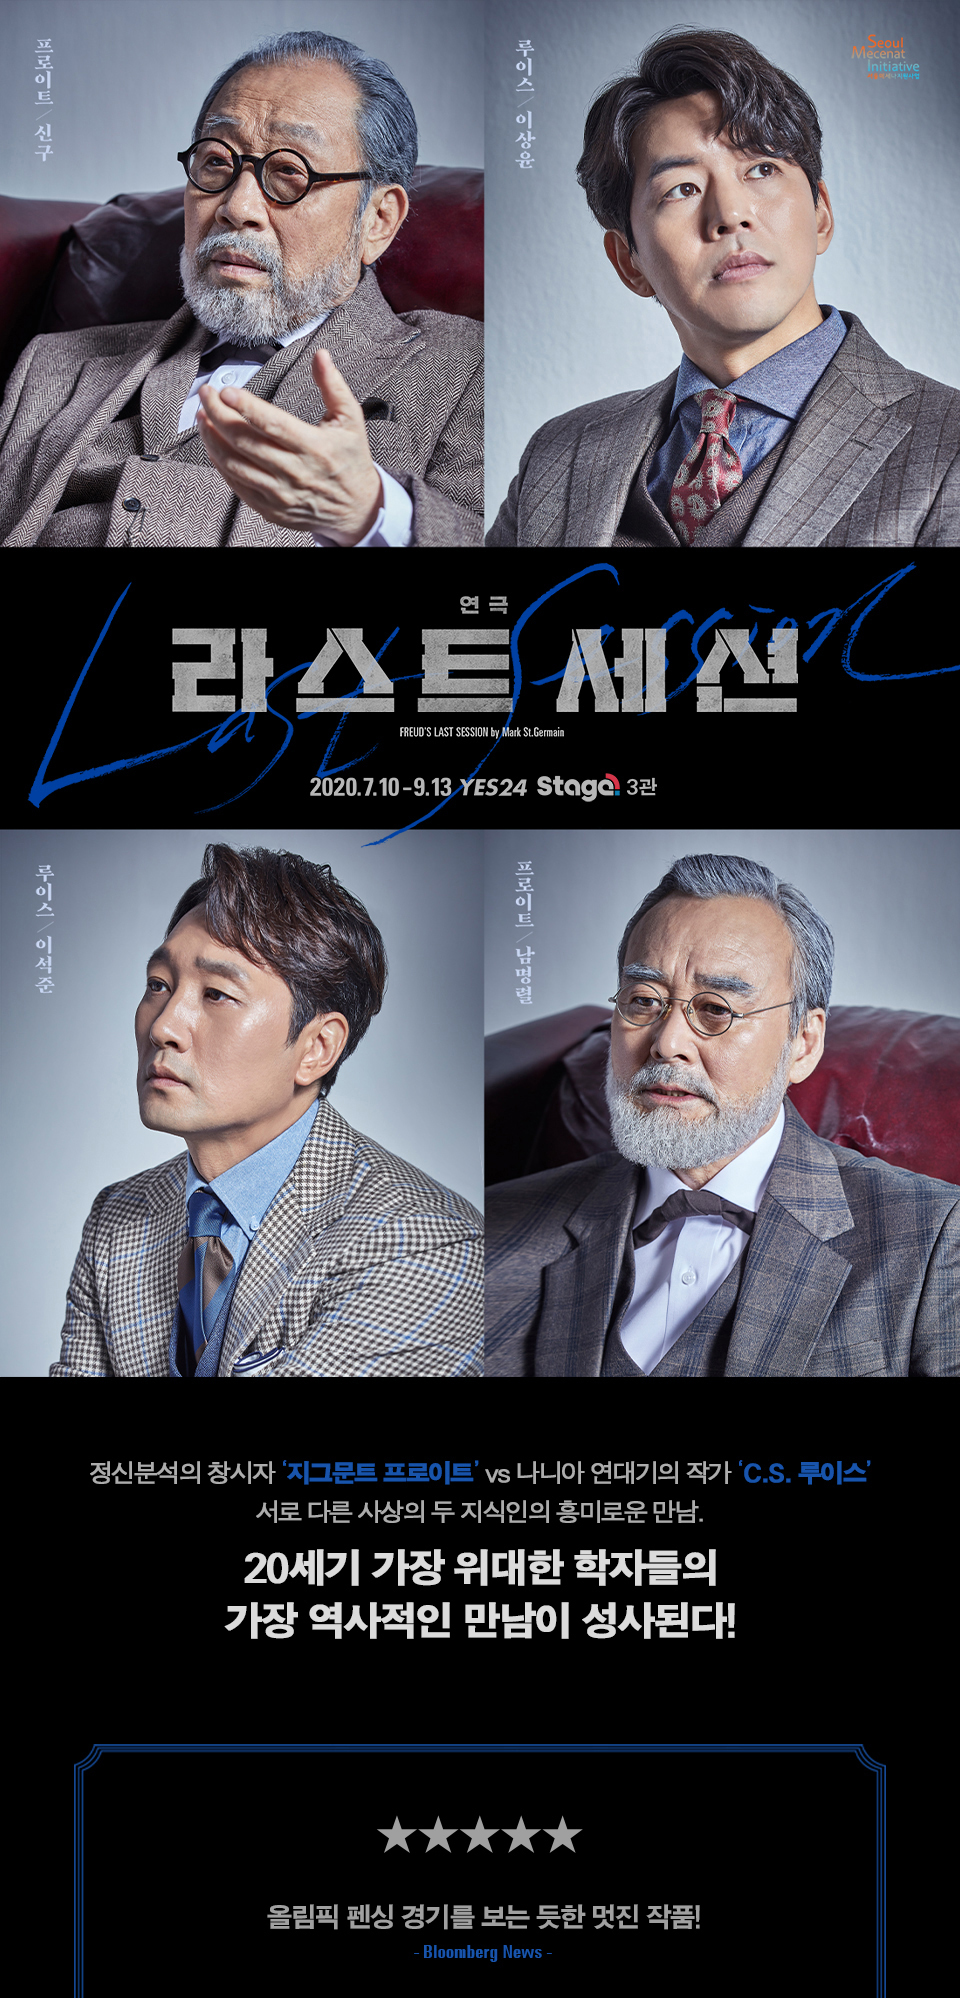 프로이트 / 신구
루이스 / 이상윤
Seoul
Mecenat
Initiative
연극
라스트 세션
Last Session
FREUD'S LAST SESSION by Mark St.Germain
2020.7.10 - 9.13 YES24 Stage. 3관
루이스 / 이석준
프로이트 / 남명렬
정신분석의 창시자 ‘지그문트 프로이트’ vs 나니아 연대기의 작가 ‘C.S. 루이스’
서로 다른 사상의 두 지식인의 흥미로운 만남.
20세기 가장 위대한 학자들의
가장 역사적인 만남이 성사된다!
★★★★★
올림픽 펜싱 경기를 보는 듯한 멋진 작품!
- Bloomberg News -